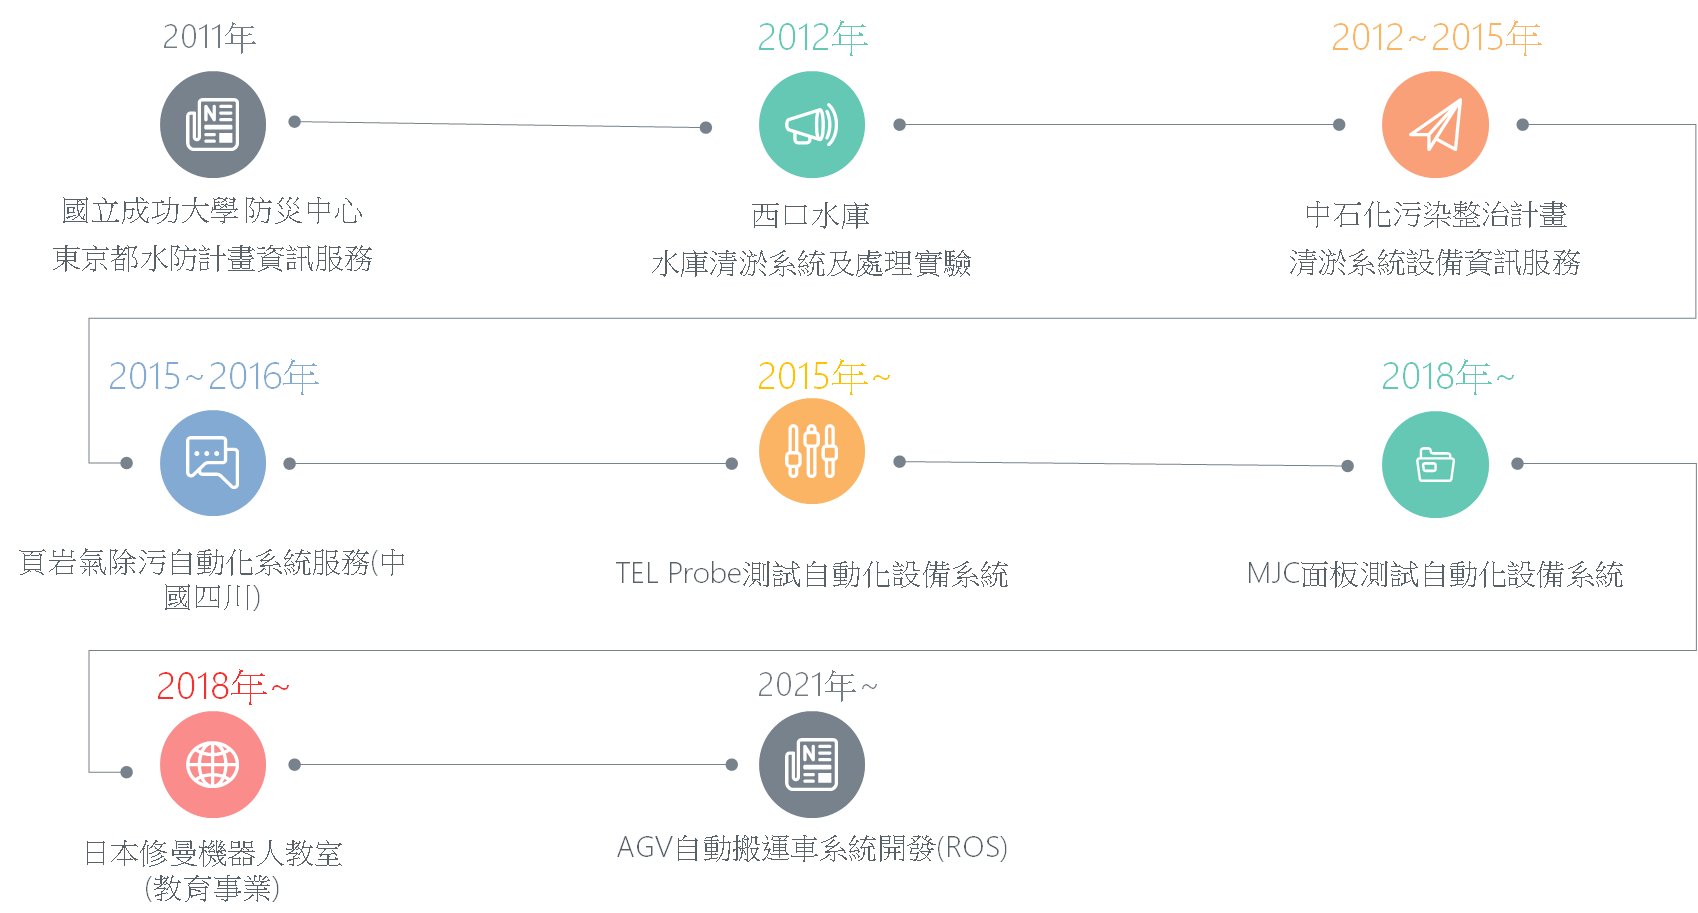 2011年
2012年
2012~2015年
國立成功大學 防災中心
東京都水防計畫資訊服務
西口水庫
水庫清淤系統及處理實驗
中石化污染整治計畫
清淤系統設備資訊服務
2015~2016年
2015年~
2018年~
頁岩氣除污自動化系統服務(中
國四川)
TEL Probe測試自動化設備系統
MJC面板測試自動化設備系統
2018年~
2021年~
日本修曼機器人教室
(教育事業)
AGV自動搬運車系統開發(ROS)